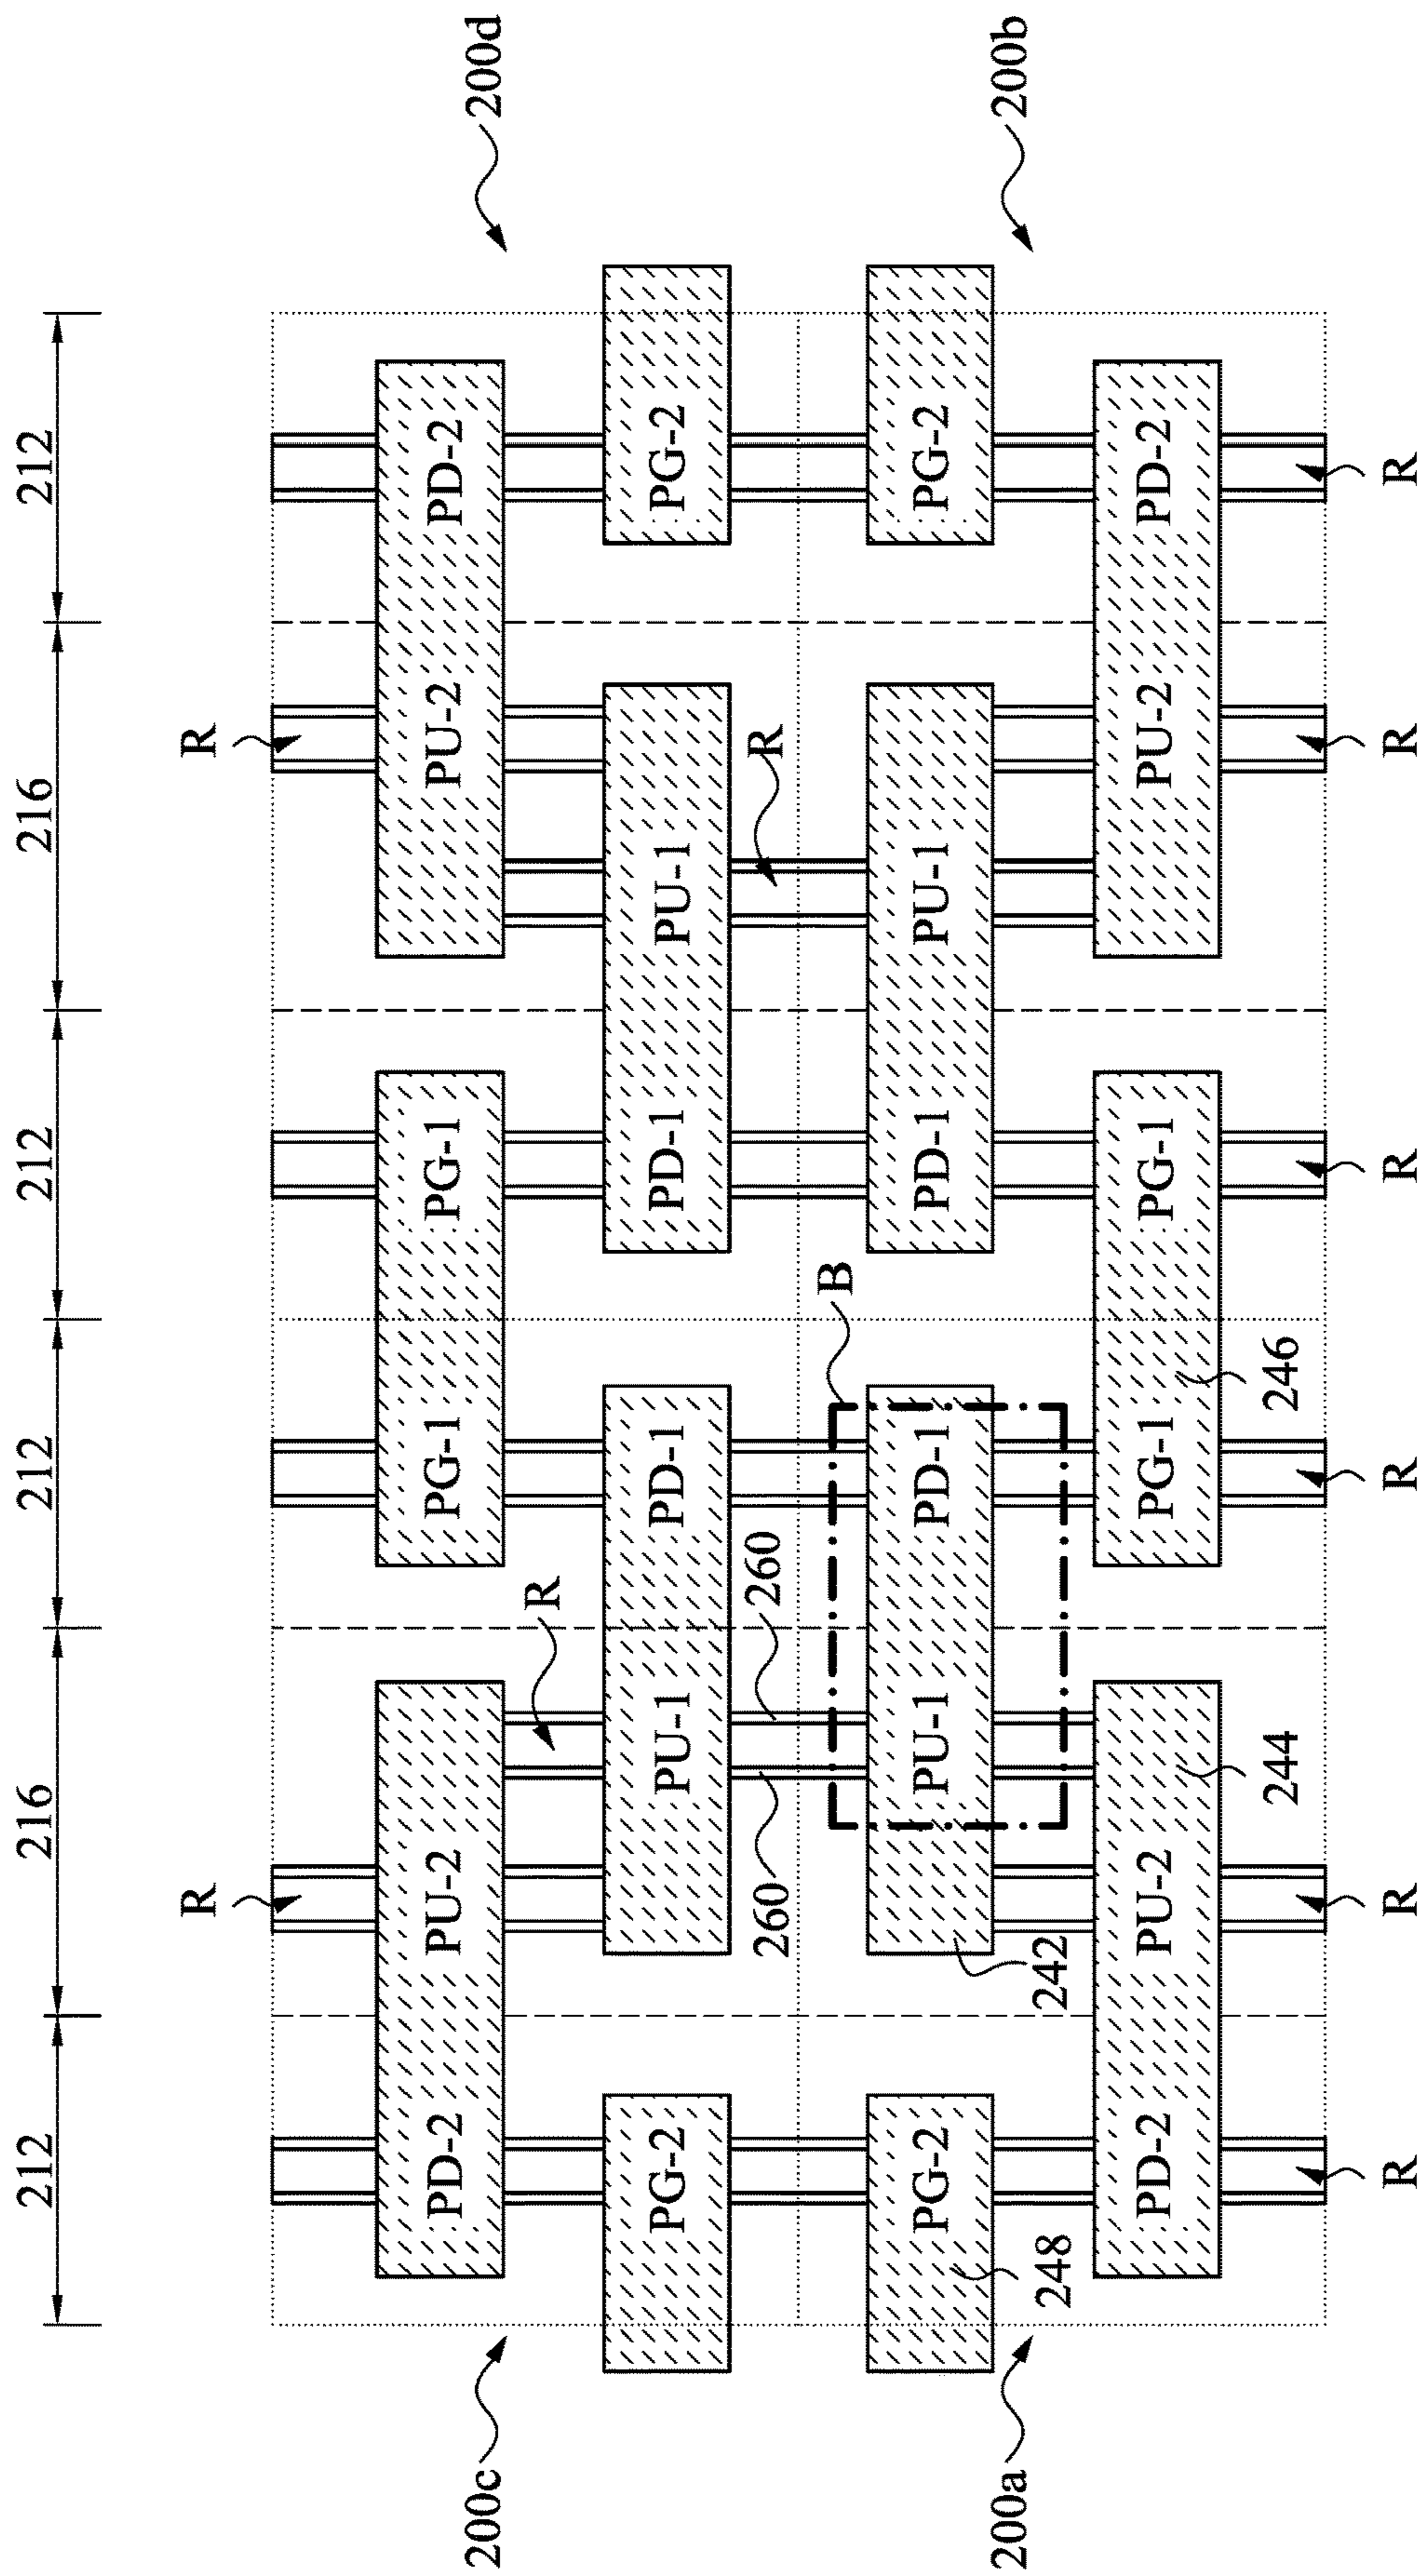 212 216 212 212 216 212
R R
PD-2 PU-2 PG-1 PG-1 PU-2 PD-2
200c 200d
R
PG-2 PU-1 PD-1 PD-1 PU-1 PG-2
260 260 R
B
PG-2 PU-1 PD-1 PD-1 PU-1 PG-2
200a 200b
248 242
PD-2 PU-2 PG-1 PG-1 PU-2 PD-2
244 246
R R R R R R